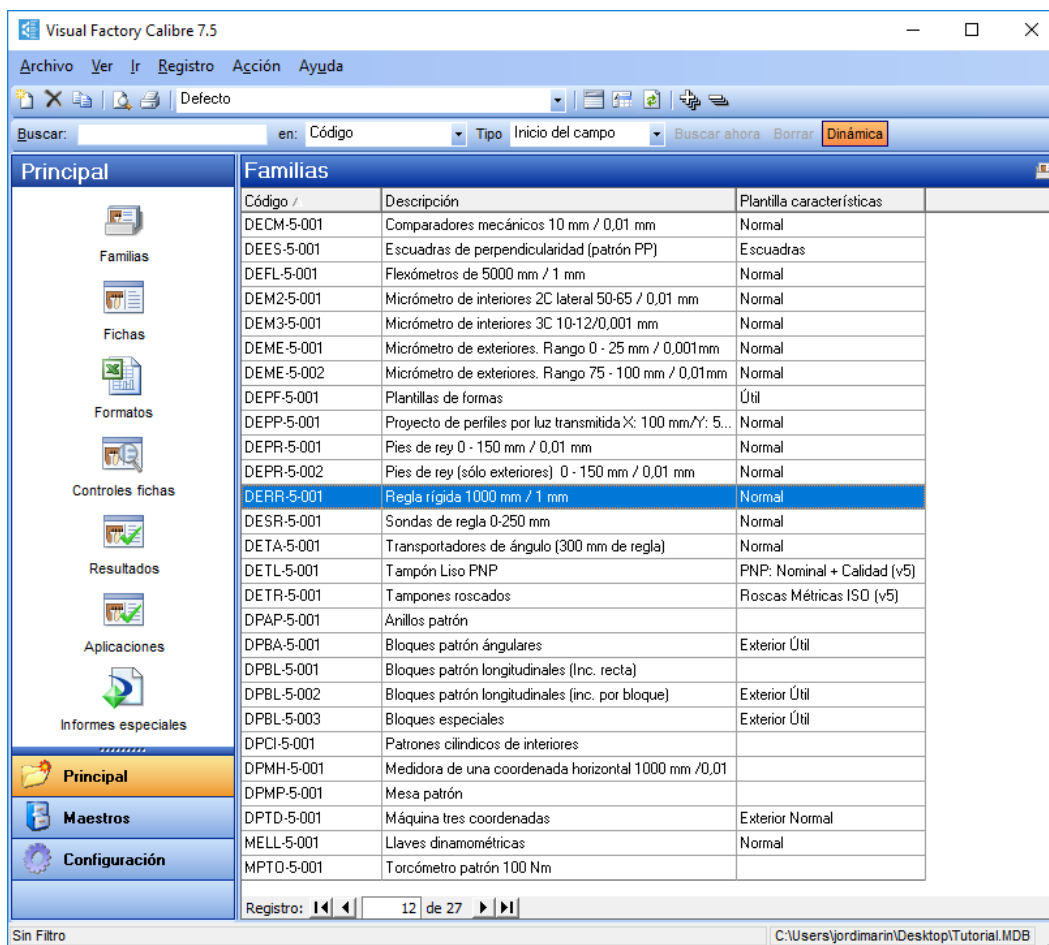 Visual Factory Calibre 7.5
Archivo Ver Ir Registro Acción Ayuda
Defecto
Buscar: en: Código Tipo Inicio del campo Buscar ahora Borrar Dinámica
Principal
Familias
Fichas
Formatos
Controles fichas
Resultados
Aplicaciones
Informes especiales
Principal
Maestros
Configuración
Familias
Código Descripción Plantilla características
DECM-5-001 Comparadores mecánicos 10 mm / 0,01 mm Normal
DEES-5-001 Escuadras de perpendicularidad (patrón PP) Escuadras
DEFL-5-001 Flexómetros de 5000 mm / 1 mm Normal
DEM2-5-001 Micrómetro de interiores 2C lateral 50-65 / 0,01 mm Normal
DEM3-5-001 Micrómetro de interiores 3C 10-12/0,001 mm Normal
DEME-5-001 Micrómetro de exteriores. Rango 0 - 25 mm / 0,001mm Normal
DEME-5-002 Micrómetro de exteriores. Rango 75 - 100 mm / 0,01mm Normal
DEPF-5-001 Plantillas de formas Útil
DEPP-5-001 Proyecto de perfiles por luz transmitida X: 100 mm/Y: 5... Normal
DEPR-5-001 Pies de rey 0 - 150 mm / 0,01 mm Normal
DEPR-5-002 Pies de rey (sólo exteriores) 0 - 150 mm / 0,01 mm Normal
DERR-5-001 Regla rígida 1000 mm / 1 mm Normal
DESR-5-001 Sondas de regla 0-250 mm Normal
DETA-5-001 Transportadores de ángulo (300 mm de regla) Normal
DETL-5-001 Tampón Liso PNP PNP: Nominal + Calidad (v5)
DETR-5-001 Tampones roscados Roscas Métricas ISO (v5)
DPAP-5-001 Anillos patrón
DPBA-5-001 Bloques patrón ángulares Exterior Útil
DPBL-5-001 Bloques patrón longitudinales (Inc. recta)
DPBL-5-002 Bloques patrón longitudinales (inc. por bloque) Exterior Útil
DPBL-5-003 Bloques especiales Exterior Útil
DPCI-5-001 Patrones cilindicos de interiores
DPMH-5-001 Medidora de una coordenada horizontal 1000 mm /0,01
DPMP-5-001 Mesa patrón
DPTD-5-001 Máquina tres coordenadas Exterior Normal
MELL-5-001 Llaves dinamométricas Normal
MPTO-5-001 Torcómetro patrón 100 Nm
Registro: 12 de 27
Sin Filtro C:\Users\jordimarin\Desktop\Tutorial.MDB